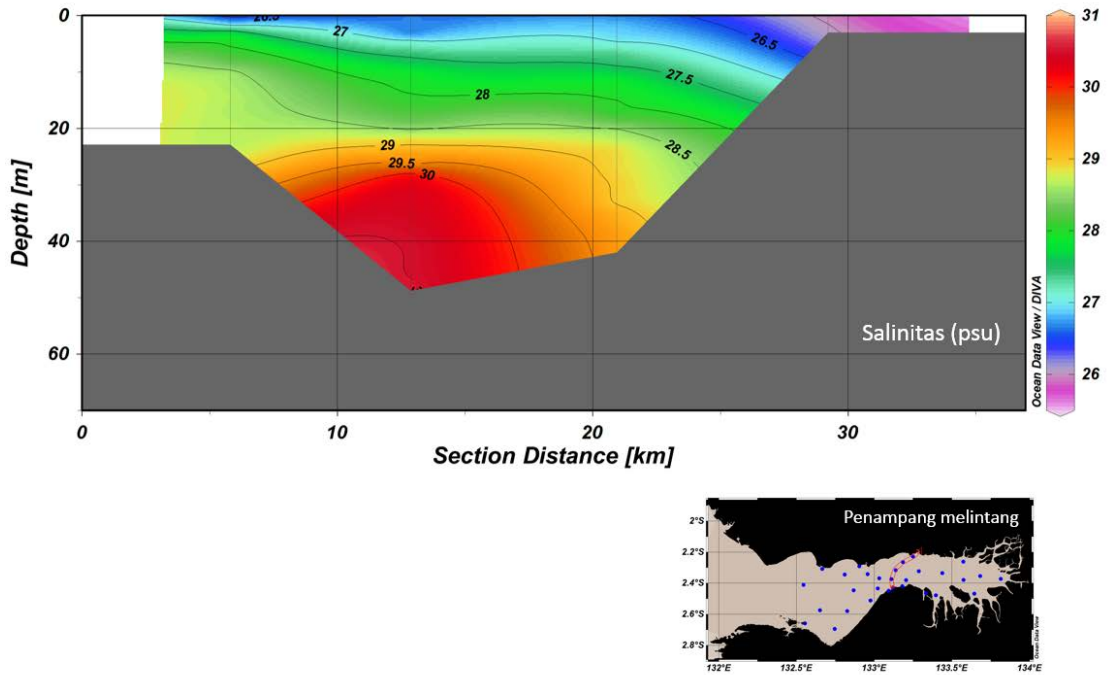 0
20
40
60
Depth [m]
26.5
27
26.5
27.5
28
28.5
29
29.5
30
Salinitas (psu)
Ocean Data View / DIVA
31
30
29
28
27
26
0
10
20
30
Section Distance [km]
Penampang melintang
2°S
2.2°S
2.4°S
2.6°S
2.8°S
132°E
132.5°E
133°E
133.5°E
134°E
Ocean Data View